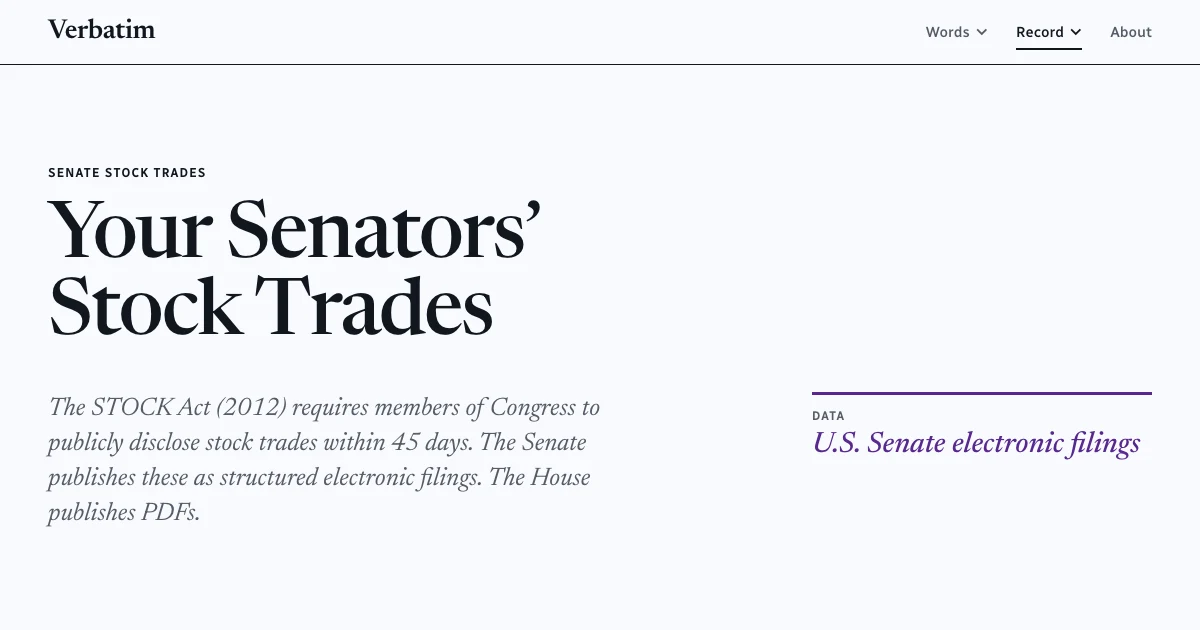 Verbatim
Words
Record
About
SENATE STOCK TRADES
Your Senators’
Stock Trades
The STOCK Act (2012) requires members of Congress to
publicly disclose stock trades within 45 days. The Senate
publishes these as structured electronic filings. The House
publishes PDFs.
DATA
U.S. Senate electronic filings